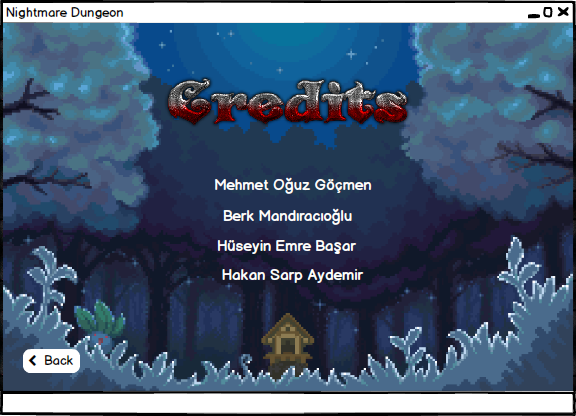 Nightmare Dungeon
Credits
Mehmet Oğuz Göçmen
Berk Mandıracıoğlu
Hüseyin Emre Başar
Hakan Sarp Aydemir
Back